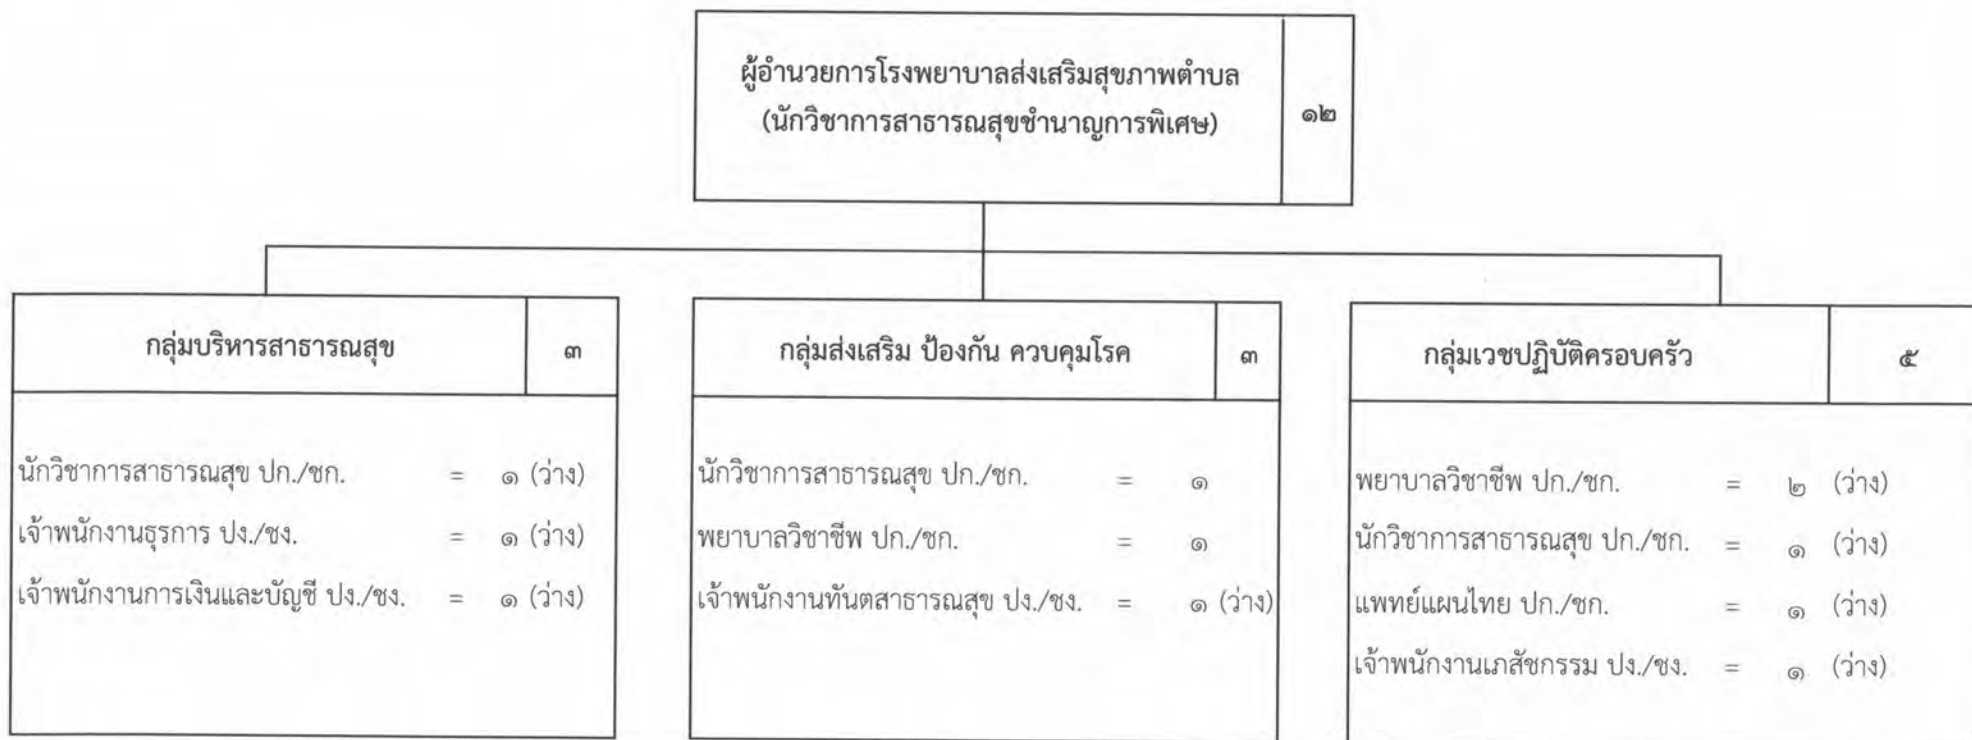 ผู้อำนวยการโรงพยาบาลส่งเสริมสุขภาพตำบล
(นักวิชาการสาธารณสุขชำนาญการพิเศษ)
๑๒
กลุ่มบริหารสาธารณสุข ๓
นักวิชาการสาธารณสุข ปก./ชก. = ๑ (ว่าง)
เจ้าพนักงานธุรการ ปง./ชง. = ๑ (ว่าง)
เจ้าพนักงานการเงินและบัญชี ปง./ชง. = ๑ (ว่าง)
กลุ่มส่งเสริม ป้องกัน ควบคุมโรค ๓
นักวิชาการสาธารณสุข ปก./ชก. = ๑
พยาบาลวิชาชีพ ปก./ชก. = ๑
เจ้าพนักงานทันตสาธารณสุข ปง./ชง. = ๑ (ว่าง)
กลุ่มเวชปฏิบัติครอบครัว ๕
พยาบาลวิชาชีพ ปก./ชก. = ๒ (ว่าง)
นักวิชาการสาธารณสุข ปก./ชก. = ๑ (ว่าง)
แพทย์แผนไทย ปก./ชก. = ๑ (ว่าง)
เจ้าพนักงานเภสัชกรรม ปง./ชง. = ๑ (ว่าง)